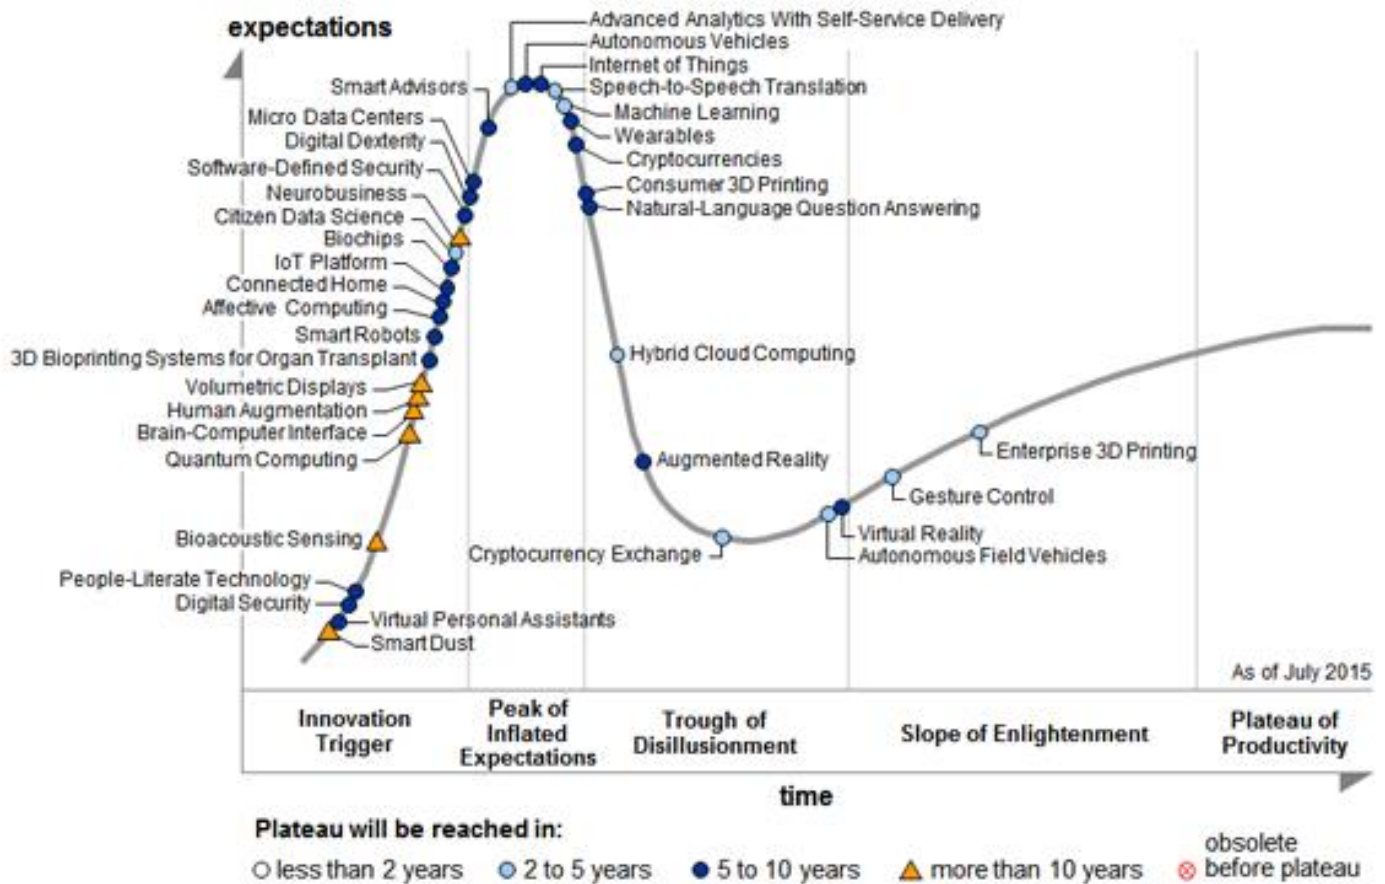 expectations
Advanced Analytics With Self-Service Delivery
Autonomous Vehicles
Internet of Things
Speech-to-Speech Translation
Machine Learning
Wearables
Cryptocurrencies
Consumer 3D Printing
Natural-Language Question Answering
Smart Advisors
Micro Data Centers
Digital Dexterity
Software-Defined Security
Neurobusiness
Citizen Data Science
Biochips
IoT Platform
Connected Home
Affective Computing
Smart Robots
3D Bioprinting Systems for Organ Transplant
Volumetric Displays
Human Augmentation
Brain-Computer Interface
Quantum Computing
Bioacoustic Sensing
People-Literate Technology
Digital Security
Virtual Personal Assistants
Smart Dust
Hybrid Cloud Computing
Augmented Reality
Cryptocurrency Exchange
Enterprise 3D Printing
Gesture Control
Virtual Reality
Autonomous Field Vehicles
As of July 2015
Innovation
Trigger
Peak of
Inflated
Expectations
Trough of
Disillusionment
Slope of Enlightenment
Plateau of
Productivity
time
Plateau will be reached in:
less than 2 years
2 to 5 years
5 to 10 years
more than 10 years
obsolete
before plateau